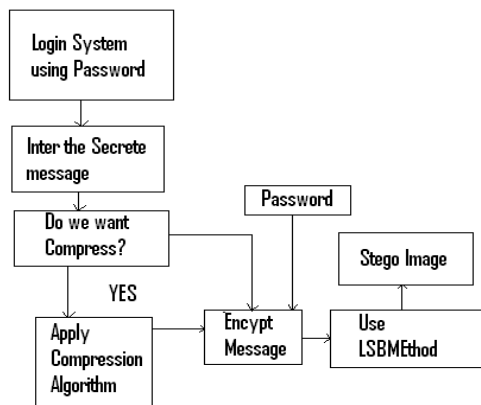 Login System
using Password
Inter the Secrete
message
Do we want
Compress?
Password
Stego Image
YES
Apply
Compression
Algorithm
Encypt
Message
Use
LSBMEthod